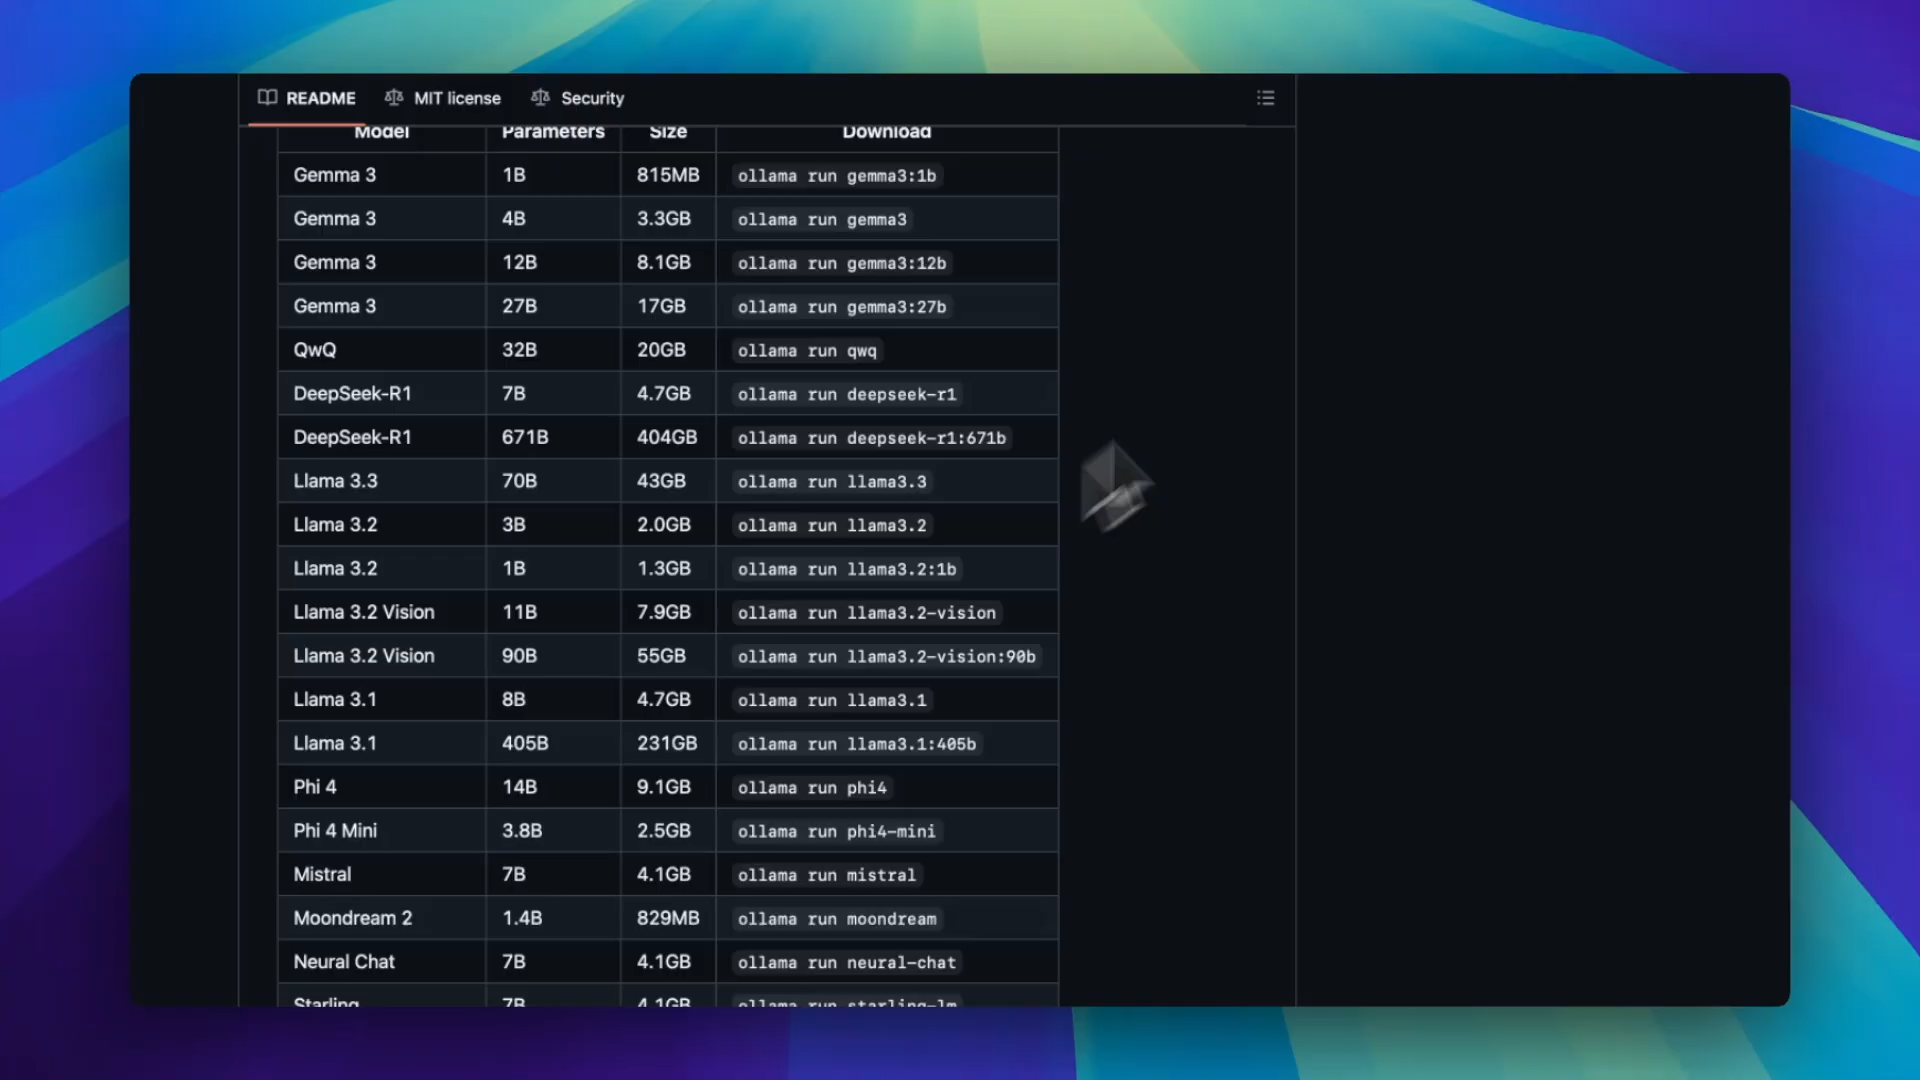 README MIT license Security
Model Parameters Size Download
Gemma 3 1B 815MB ollama run gemma3:1b
Gemma 3 4B 3.3GB ollama run gemma3
Gemma 3 12B 8.1GB ollama run gemma3:12b
Gemma 3 27B 17GB ollama run gemma3:27b
QwQ 32B 20GB ollama run qwq
DeepSeek-R1 7B 4.7GB ollama run deepseek-r1
DeepSeek-R1 671B 404GB ollama run deepseek-r1:671b
Llama 3.3 70B 43GB ollama run llama3.3
Llama 3.2 3B 2.0GB ollama run llama3.2
Llama 3.2 1B 1.3GB ollama run llama3.2:1b
Llama 3.2 Vision 11B 7.9GB ollama run llama3.2-vision
Llama 3.2 Vision 90B 55GB ollama run llama3.2-vision:90b
Llama 3.1 8B 4.7GB ollama run llama3.1
Llama 3.1 405B 231GB ollama run llama3.1:405b
Phi 4 14B 9.1GB ollama run phi4
Phi 4 Mini 3.8B 2.5GB ollama run phi4-mini
Mistral 7B 4.1GB ollama run mistral
Moondream 2 1.4B 829MB ollama run moondream
Neural Chat 7B 4.1GB ollama run neural-chat
Starling 7B 4.1GB ollama run starling-lm